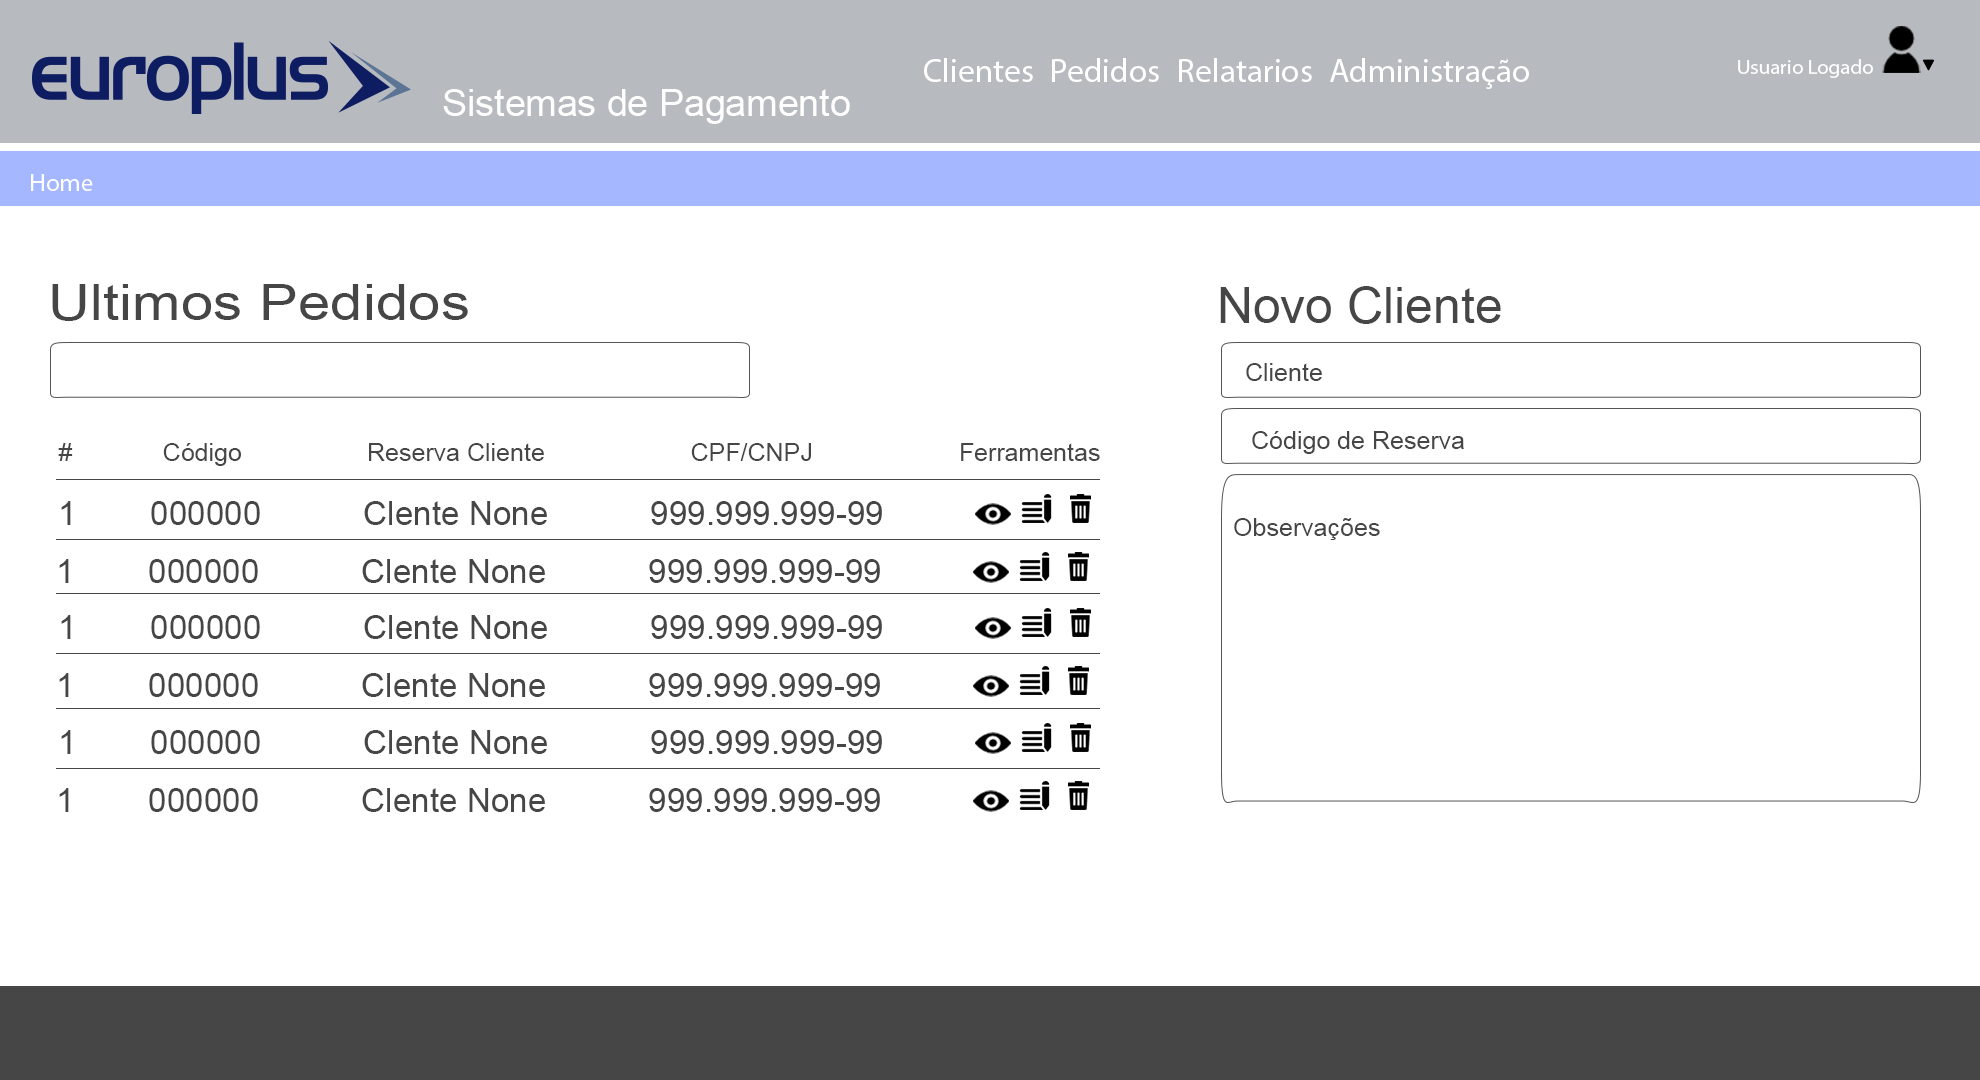 europlus
Sistemas de Pagamento
Clientes Pedidos Relatarios Administração
Usuario Logado
Home
Ultimos Pedidos
# Código Reserva Cliente CPF/CNPJ Ferramentas
1 000000 Clente None 999.999.999-99
1 000000 Clente None 999.999.999-99
1 000000 Clente None 999.999.999-99
1 000000 Clente None 999.999.999-99
1 000000 Clente None 999.999.999-99
1 000000 Clente None 999.999.999-99
Novo Cliente
Cliente
Código de Reserva
Observações